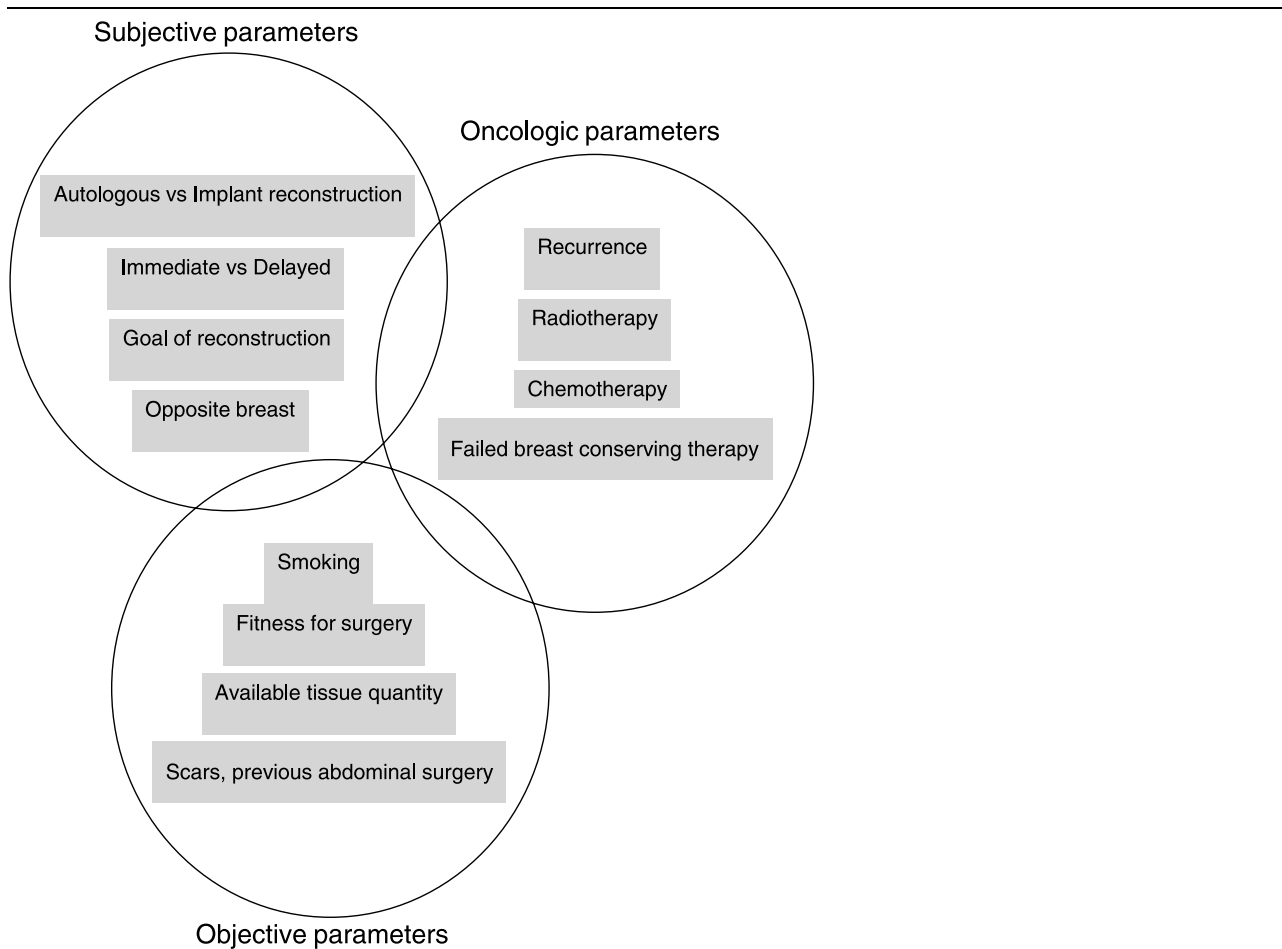 Subjective parameters
Autologous vs Implant reconstruction
Immediate vs Delayed
Goal of reconstruction
Opposite breast
Oncologic parameters
Recurrence
Radiotherapy
Chemotherapy
Failed breast conserving therapy
Smoking
Fitness for surgery
Available tissue quantity
Scars, previous abdominal surgery
Objective parameters